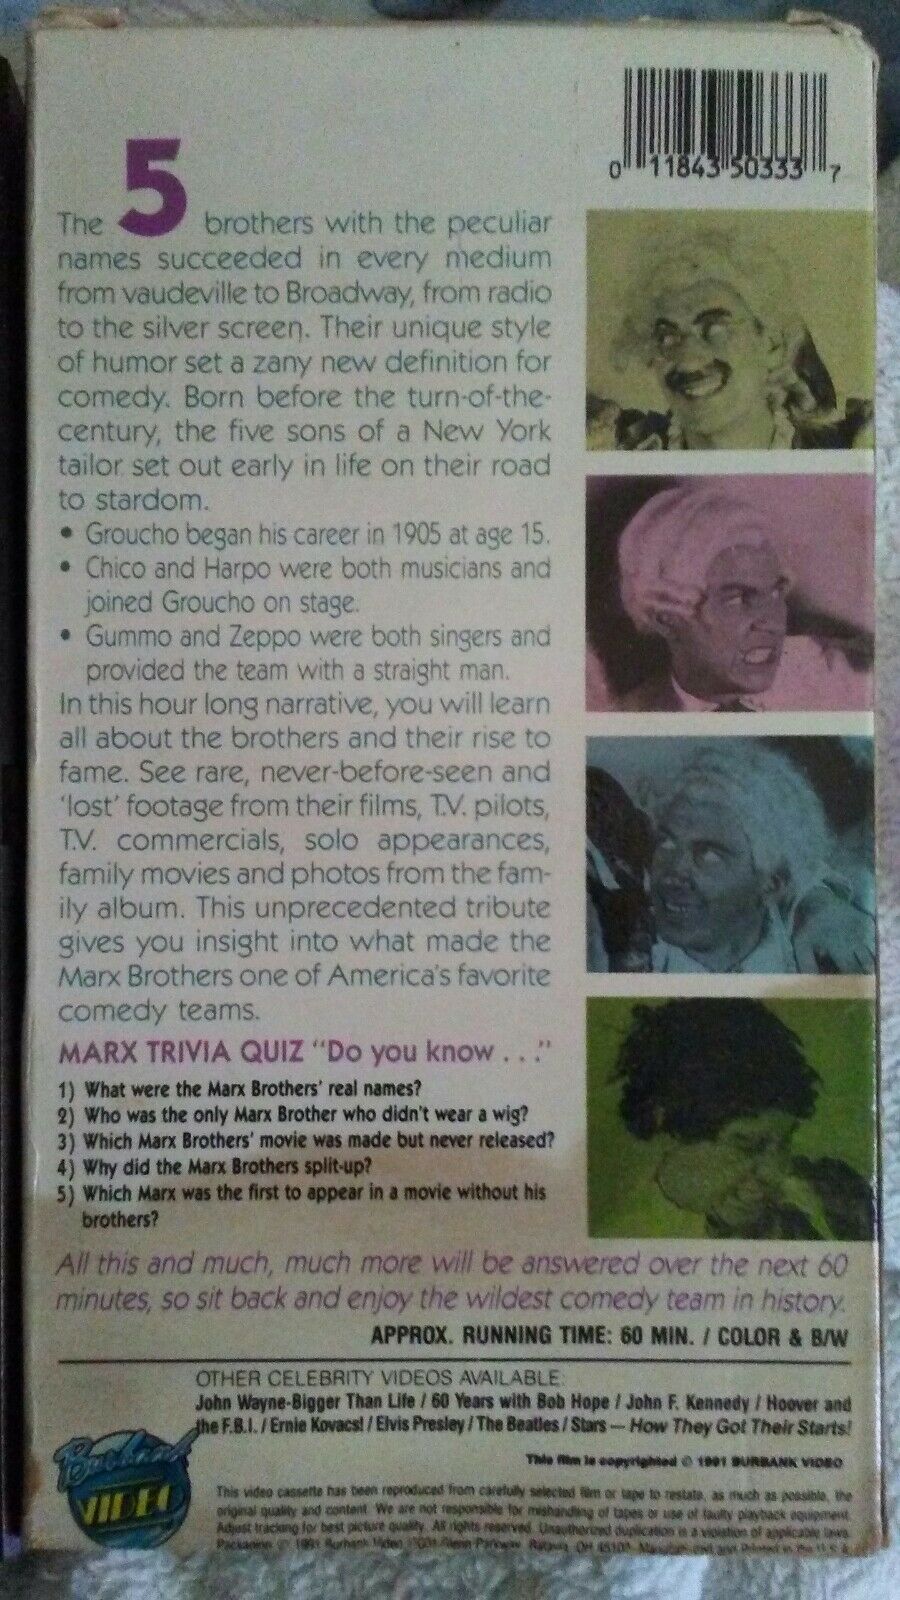 0 11843 50333 7
The 5 brothers with the peculiar
names succeeded in every medium
from vaudeville to Broadway, from radio
to the silver screen. Their unique style
of humor set a zany new definition for
comedy. Born before the turn-of-the-
century, the five sons of a New York
tailor set out early in life on their road
to stardom.
• Groucho began his career in 1905 at age 15.
• Chico and Harpo were both musicians and
joined Groucho on stage.
• Gummo and Zeppo were both singers and
provided the team with a straight man.
In this hour long narrative, you will learn
all about the brothers and their rise to
fame. See rare, never-before-seen and
'lost' footage from their films, T.V. pilots,
T.V. commercials, solo appearances,
family movies and photos from the fam-
ily album. This unprecedented tribute
gives you insight into what made the
Marx Brothers one of America's favorite
comedy teams.
MARX TRIVIA QUIZ "Do you know . . ."
1) What were the Marx Brothers' real names?
2) Who was the only Marx Brother who didn't wear a wig?
3) Which Marx Brothers' movie was made but never released?
4) Why did the Marx Brothers split-up?
5) Which Marx was the first to appear in a movie without his
brothers?
All this and much, much more will be answered over the next 60
minutes, so sit back and enjoy the wildest comedy team in history.
APPROX. RUNNING TIME: 60 MIN. / COLOR & B/W
OTHER CELEBRITY VIDEOS AVAILABLE:
John Wayne-Bigger Than Life / 60 Years with Bob Hope / John F. Kennedy / Hoover and
the F.B.I. / Ernie Kovacs! / Elvis Presley / The Beatles / Stars — How They Got Their Starts!
This film is copyrighted © 1991 BURBANK VIDEO
Burbank
VIDEO
This video cassette has been reproduced from carefully selected film or tape to restate, as much as possible, the
original quality and content. We are not responsible for mishandling of tapes or use of faulty playback equipment.
Adjust tracking for best picture quality. All rights reserved. Unauthorized duplication is a violation of applicable laws.
Packaging © 1991 Burbank Video Parkway, Batavia, OH 45103. Manufactured and Printed in the U.S.A.